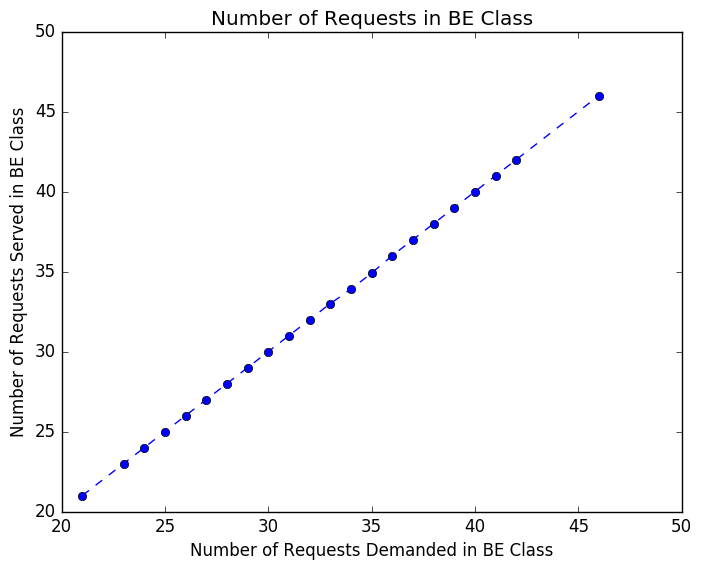 Number of Requests in BE Class
50
45
40
35
30
25
20
Number of Requests Served in BE Class
20 25 30 35 40 45 50
Number of Requests Demanded in BE Class